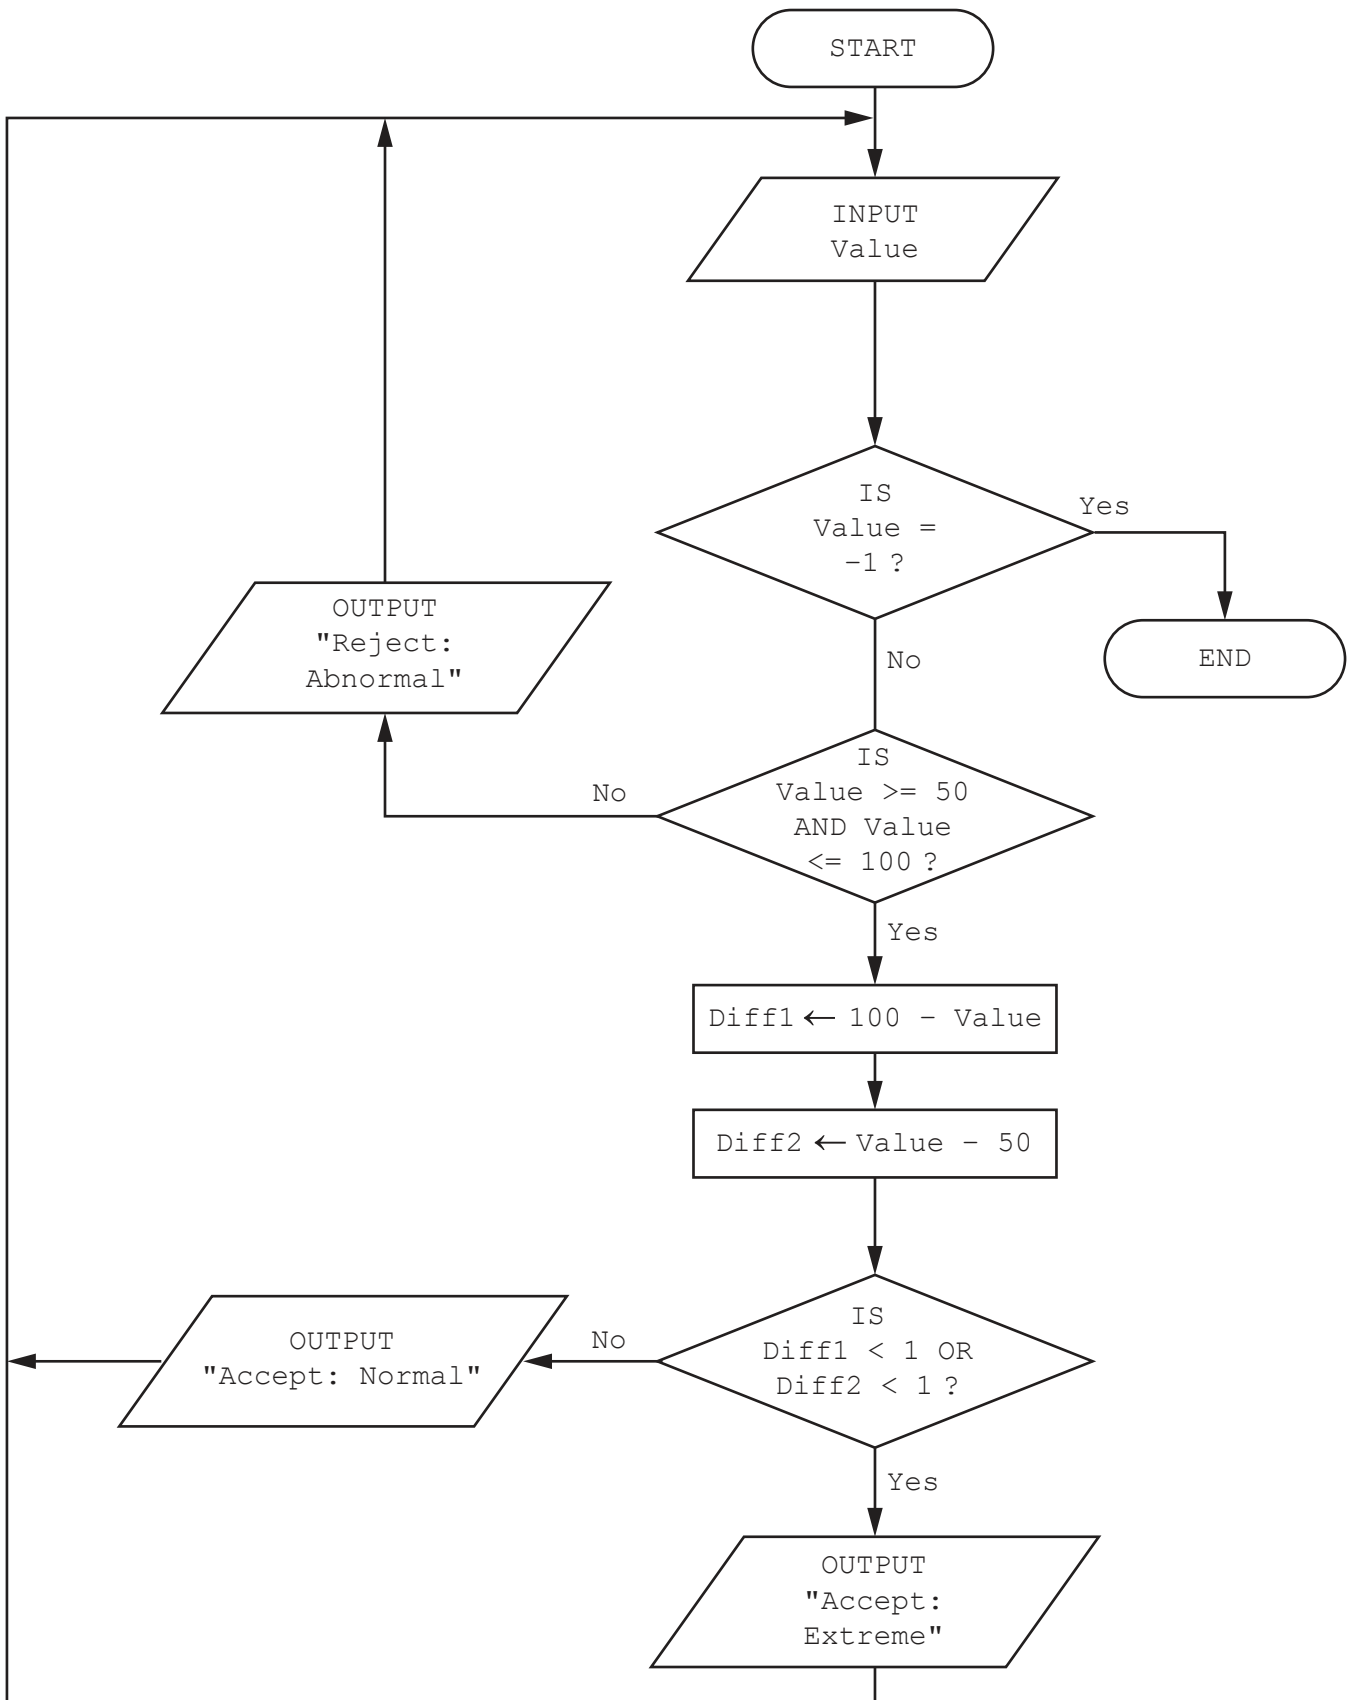 START
INPUT
Value
IS
Value =
–1 ?
Yes
END
No
OUTPUT
"Reject:
Abnormal"
IS
Value >= 50
AND Value
<= 100 ?
No
Yes
Diff1 ← 100 – Value
Diff2 ← Value – 50
IS
Diff1 < 1 OR
Diff2 < 1 ?
No
OUTPUT
"Accept: Normal"
Yes
OUTPUT
"Accept:
Extreme"